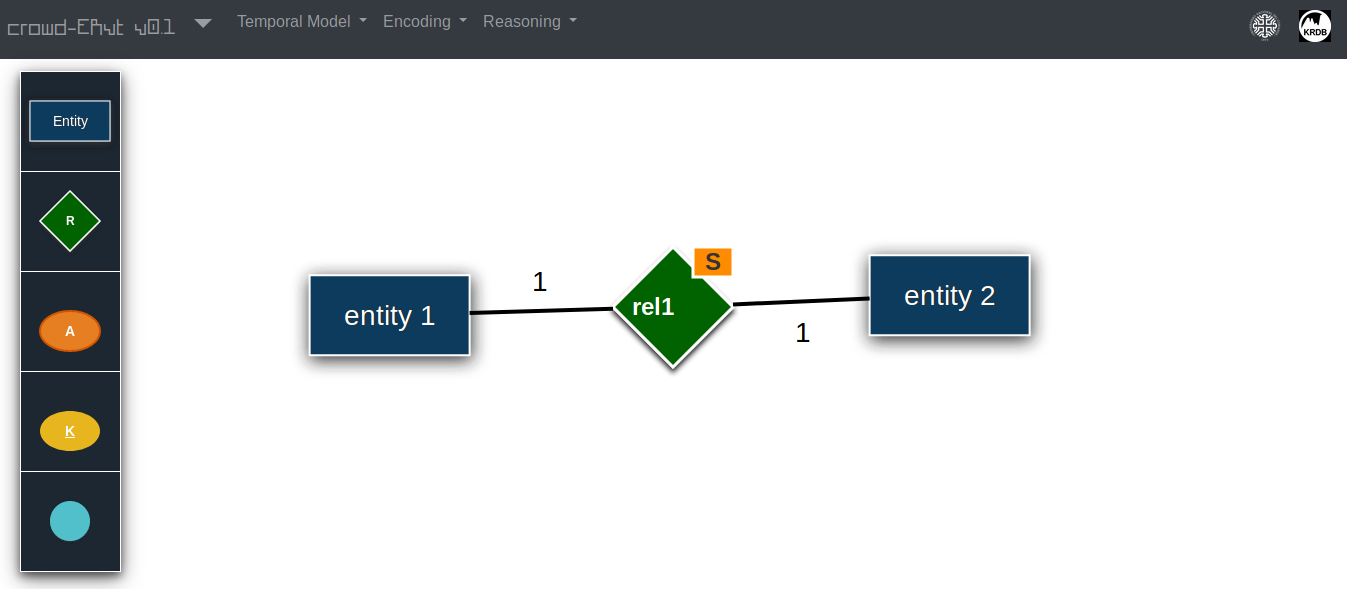 crowd-ERvt v0.1
Temporal Model
Encoding
Reasoning
KRDB
Entity
R
A
K
entity 1
1
rel1
S
1
entity 2